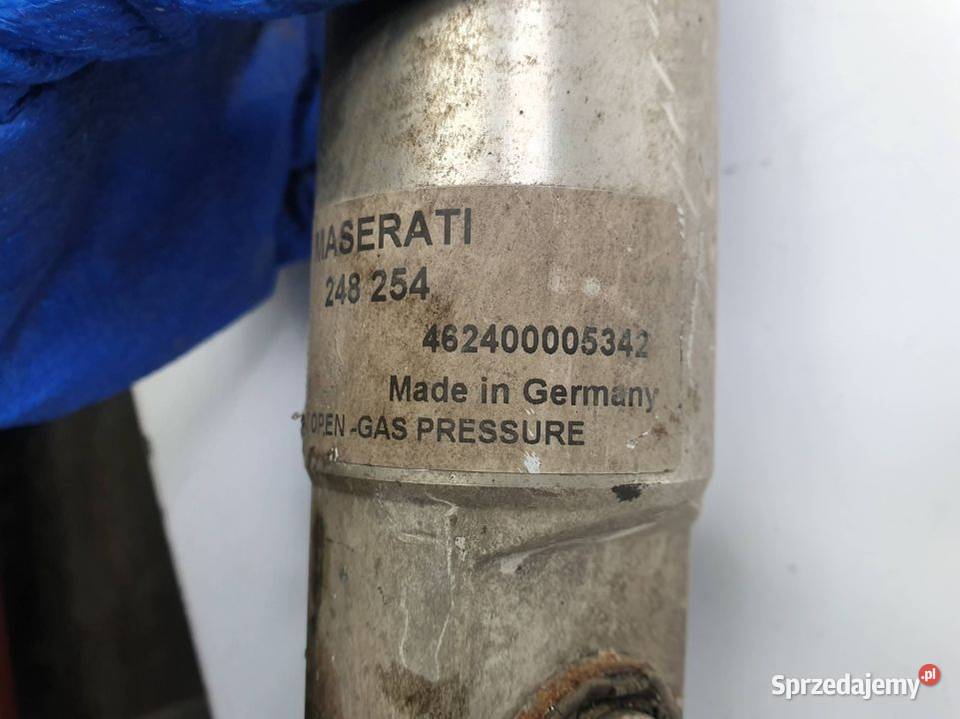 MASERATI
248 254
462400005342
Made in Germany
OPEN -GAS PRESSURE
Sprzedajemy.pl